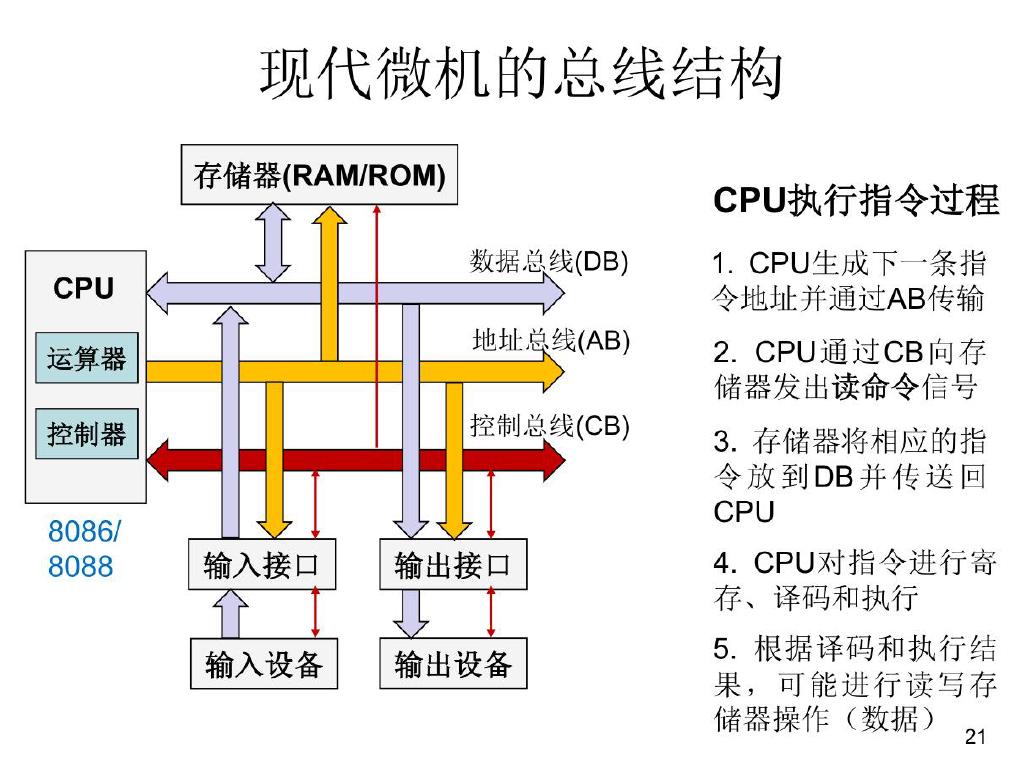 现代微机的总线结构
存储器(RAM/ROM)
CPU
运算器
控制器
8086/
8088
数据总线(DB)
地址总线(AB)
控制总线(CB)
输入接口
输出接口
输入设备
输出设备
CPU执行指令过程
1. CPU生成下一条指
令地址并通过AB传输
2. CPU通过CB向存
储器发出读命令信号
3. 存储器将相应的指
令放到DB并传送回
CPU
4. CPU对指令进行寄
存、译码和执行
5. 根据译码和执行结
果，可能进行读写存
储器操作（数据）
21